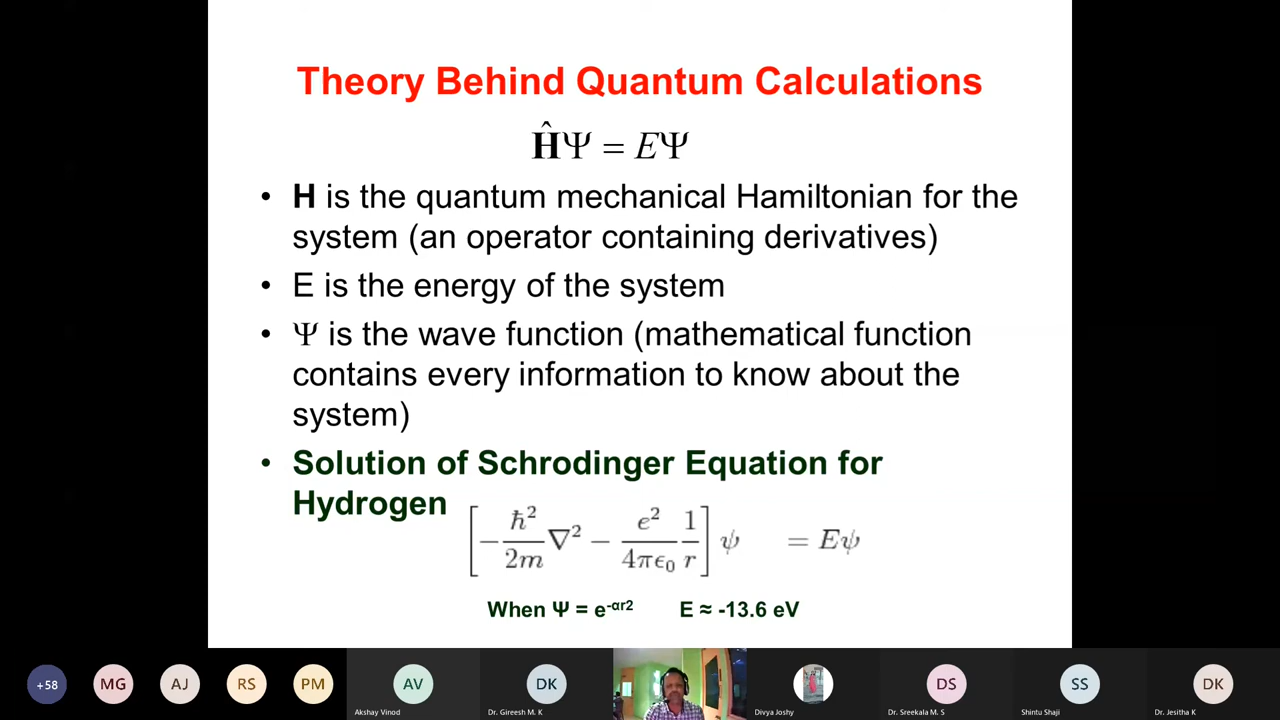 Theory Behind Quantum Calculations
ĤΨ = EΨ
• H is the quantum mechanical Hamiltonian for the
system (an operator containing derivatives)
• E is the energy of the system
• Ψ is the wave function (mathematical function
contains every information to know about the
system)
• Solution of Schrodinger Equation for
Hydrogen
[−ħ²/2m ∇² − e²/4πϵ₀ 1/r] ψ = Eψ
When Ψ = e^-αr2 E ≈ -13.6 eV
+58 MG AJ RS PM AV DK DS SS DK
Akshay Vinod Dr. Gireesh M. K Divya Joshy Dr. Sreekala M. S Shintu Shaji Dr. Jesitha K